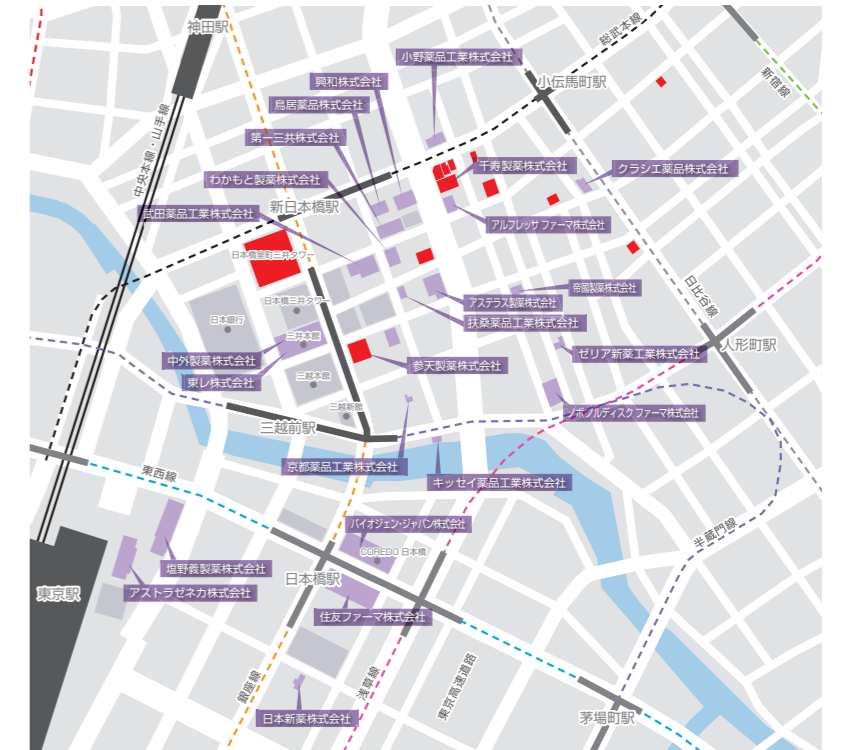 神田駅
総武本線
小野薬品工業株式会社
興和株式会社
小伝馬町駅
新宿線
鳥居薬品株式会社
中央本線・山手線
第一三共株式会社
千寿製薬株式会社
クラシエ薬品株式会社
わかもと製薬株式会社
新日本橋駅
武田薬品工業株式会社
アルフレッサ ファーマ株式会社
日本橋室町三井タワー
帝國製薬株式会社
日比谷線
日本橋三井タワー
アステラス製薬株式会社
日本銀行
扶桑薬品工業株式会社
三井本館
人形町駅
中外製薬株式会社
ゼリア新薬工業株式会社
参天製薬株式会社
東レ株式会社
三越本館
三越新館
ノボ ノルディスク ファーマ株式会社
三越前駅
京都薬品工業株式会社
東西線
キッセイ薬品工業株式会社
バイオジェン・ジャパン株式会社
半蔵門線
COREDO 日本橋
塩野義製薬株式会社
日本橋駅
東京駅
アストラゼネカ株式会社
住友ファーマ株式会社
銀座線
浅草線
東京高速道路
日本新薬株式会社
茅場町駅